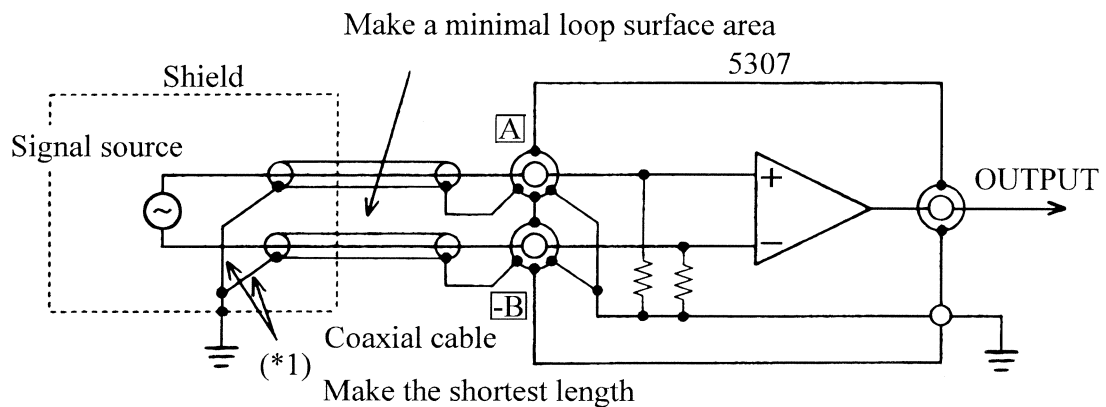 Make a minimal loop surface area
5307
Shield
A
Signal source
~
+
OUTPUT
−
-B
Coaxial cable
(*1)
Make the shortest length